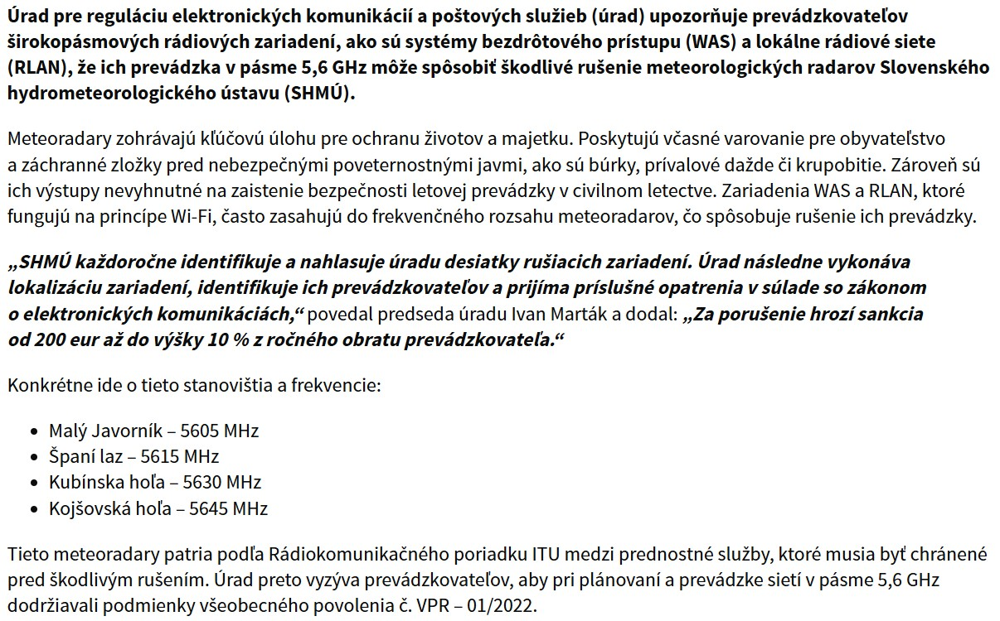 Úrad pre reguláciu elektronických komunikácií a poštových služieb (úrad) upozorňuje prevádzkovateľov
širokopásmových rádiových zariadení, ako sú systémy bezdrôtového prístupu (WAS) a lokálne rádiové siete
(RLAN), že ich prevádzka v pásme 5,6 GHz môže spôsobiť škodlivé rušenie meteorologických radarov Slovenského
hydrometeorologického ústavu (SHMÚ).
Meteoradary zohrávajú kľúčovú úlohu pre ochranu životov a majetku. Poskytujú včasné varovanie pre obyvateľstvo
a záchranné zložky pred nebezpečnými poveternostnými javmi, ako sú búrky, prívalové dažde či krupobitie. Zároveň sú
ich výstupy nevyhnutné na zaistenie bezpečnosti letovej prevádzky v civilnom letectve. Zariadenia WAS a RLAN, ktoré
fungujú na princípe Wi-Fi, často zasahujú do frekvenčného rozsahu meteoradarov, čo spôsobuje rušenie ich prevádzky.
„SHMÚ každoročne identifikuje a nahlasuje úradu desiatky rušiacich zariadení. Úrad následne vykonáva
lokalizáciu zariadení, identifikuje ich prevádzkovateľov a prijíma príslušné opatrenia v súlade so zákonom
o elektronických komunikáciách,“ povedal predseda úradu Ivan Marták a dodal: „Za porušenie hrozí sankcia
od 200 eur až do výšky 10 % z ročného obratu prevádzkovateľa.“
Konkrétne ide o tieto stanovištia a frekvencie:
• Malý Javorník – 5605 MHz
• Španí laz – 5615 MHz
• Kubínska hoľa – 5630 MHz
• Kojšovská hoľa – 5645 MHz
Tieto meteoradary patria podľa Rádiokomunikačného poriadku ITU medzi prednostné služby, ktoré musia byť chránené
pred škodlivým rušením. Úrad preto vyzýva prevádzkovateľov, aby pri plánovaní a prevádzke sietí v pásme 5,6 GHz
dodržiavali podmienky všeobecného povolenia č. VPR – 01/2022.